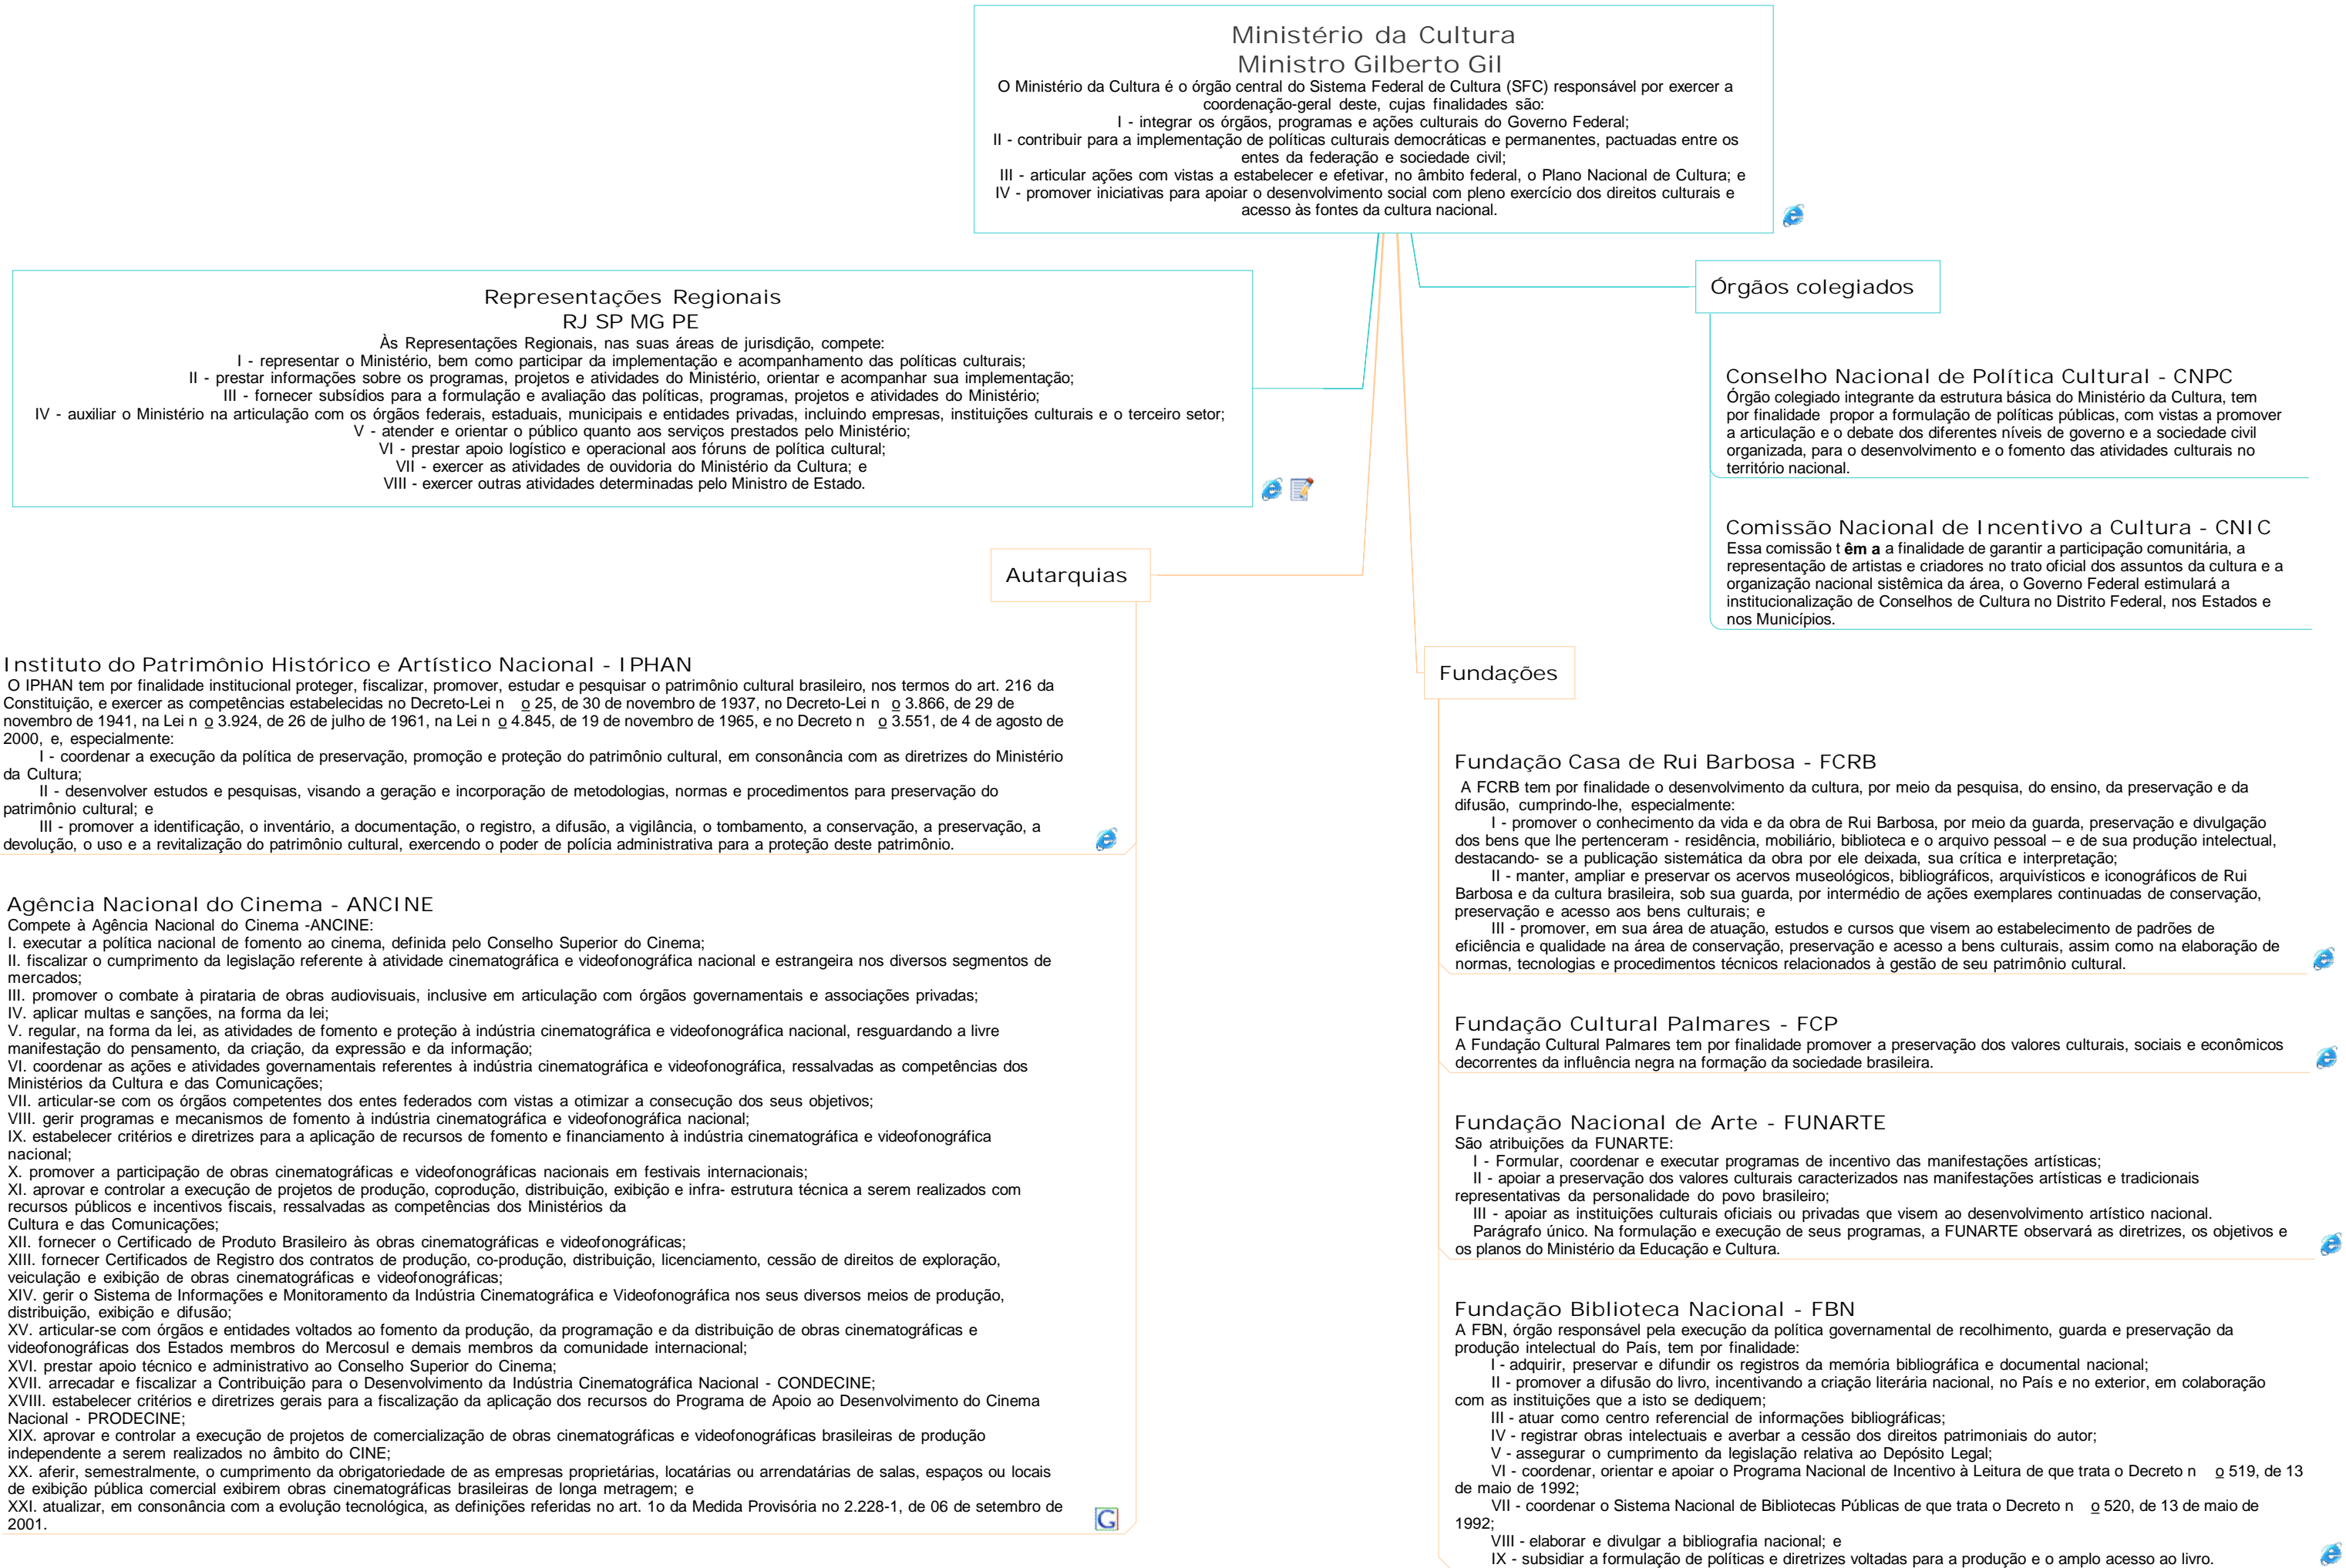 Ministério da Cultura
Ministro Gilberto Gil
O Ministério da Cultura é o órgão central do Sistema Federal de Cultura (SFC) responsável por exercer a
coordenação-geral deste, cujas finalidades são:
I - integrar os órgãos, programas e ações culturais do Governo Federal;
II - contribuir para a implementação de políticas culturais democráticas e permanentes, pactuadas entre os
entes da federação e sociedade civil;
III - articular ações com vistas a estabelecer e efetivar, no âmbito federal, o Plano Nacional de Cultura; e
IV - promover iniciativas para apoiar o desenvolvimento social com pleno exercício dos direitos culturais e
acesso às fontes da cultura nacional.
Representações Regionais
RJ SP MG PE
Às Representações Regionais, nas suas áreas de jurisdição, compete:
I - representar o Ministério, bem como participar da implementação e acompanhamento das políticas culturais;
II - prestar informações sobre os programas, projetos e atividades do Ministério, orientar e acompanhar sua implementação;
III - fornecer subsídios para a formulação e avaliação das políticas, programas, projetos e atividades do Ministério;
IV - auxiliar o Ministério na articulação com os órgãos federais, estaduais, municipais e entidades privadas, incluindo empresas, instituições culturais e o terceiro setor;
V - atender e orientar o público quanto aos serviços prestados pelo Ministério;
VI - prestar apoio logístico e operacional aos fóruns de política cultural;
VII - exercer as atividades de ouvidoria do Ministério da Cultura; e
VIII - exercer outras atividades determinadas pelo Ministro de Estado.
Órgãos colegiados
Conselho Nacional de Política Cultural - CNPC
Órgão colegiado integrante da estrutura básica do Ministério da Cultura, tem
por finalidade propor a formulação de políticas públicas, com vistas a promover
a articulação e o debate dos diferentes níveis de governo e a sociedade civil
organizada, para o desenvolvimento e o fomento das atividades culturais no
território nacional.
Comissão Nacional de Incentivo a Cultura - CNIC
Essa comissão t êm a a finalidade de garantir a participação comunitária, a
representação de artistas e criadores no trato oficial dos assuntos da cultura e a
organização nacional sistêmica da área, o Governo Federal estimulará a
institucionalização de Conselhos de Cultura no Distrito Federal, nos Estados e
nos Municípios.
Autarquias
Instituto do Patrimônio Histórico e Artístico Nacional - IPHAN
O IPHAN tem por finalidade institucional proteger, fiscalizar, promover, estudar e pesquisar o patrimônio cultural brasileiro, nos termos do art. 216 da
Constituição, e exercer as competências estabelecidas no Decreto-Lei n o 25, de 30 de novembro de 1937, no Decreto-Lei n o 3.866, de 29 de
novembro de 1941, na Lei n o 3.924, de 26 de julho de 1961, na Lei n o 4.845, de 19 de novembro de 1965, e no Decreto n o 3.551, de 4 de agosto de
2000, e, especialmente:
I - coordenar a execução da política de preservação, promoção e proteção do patrimônio cultural, em consonância com as diretrizes do Ministério
da Cultura;
II - desenvolver estudos e pesquisas, visando a geração e incorporação de metodologias, normas e procedimentos para preservação do
patrimônio cultural; e
III - promover a identificação, o inventário, a documentação, o registro, a difusão, a vigilância, o tombamento, a conservação, a preservação, a
devolução, o uso e a revitalização do patrimônio cultural, exercendo o poder de polícia administrativa para a proteção deste patrimônio.
Agência Nacional do Cinema - ANCINE
Compete à Agência Nacional do Cinema -ANCINE:
I. executar a política nacional de fomento ao cinema, definida pelo Conselho Superior do Cinema;
II. fiscalizar o cumprimento da legislação referente à atividade cinematográfica e videofonográfica nacional e estrangeira nos diversos segmentos de
mercados;
III. promover o combate à pirataria de obras audiovisuais, inclusive em articulação com órgãos governamentais e associações privadas;
IV. aplicar multas e sanções, na forma da lei;
V. regular, na forma da lei, as atividades de fomento e proteção à indústria cinematográfica e videofonográfica nacional, resguardando a livre
manifestação do pensamento, da criação, da expressão e da informação;
VI. coordenar as ações e atividades governamentais referentes à indústria cinematográfica e videofonográfica, ressalvadas as competências dos
Ministérios da Cultura e das Comunicações;
VII. articular-se com os órgãos competentes dos entes federados com vistas a otimizar a consecução dos seus objetivos;
VIII. gerir programas e mecanismos de fomento à indústria cinematográfica e videofonográfica nacional;
IX. estabelecer critérios e diretrizes para a aplicação de recursos de fomento e financiamento à indústria cinematográfica e videofonográfica
nacional;
X. promover a participação de obras cinematográficas e videofonográficas nacionais em festivais internacionais;
XI. aprovar e controlar a execução de projetos de produção, coprodução, distribuição, exibição e infra- estrutura técnica a serem realizados com
recursos públicos e incentivos fiscais, ressalvadas as competências dos Ministérios da
Cultura e das Comunicações;
XII. fornecer o Certificado de Produto Brasileiro às obras cinematográficas e videofonográficas;
XIII. fornecer Certificados de Registro dos contratos de produção, co-produção, distribuição, licenciamento, cessão de direitos de exploração,
veiculação e exibição de obras cinematográficas e videofonográficas;
XIV. gerir o Sistema de Informações e Monitoramento da Indústria Cinematográfica e Videofonográfica nos seus diversos meios de produção,
distribuição, exibição e difusão;
XV. articular-se com órgãos e entidades voltados ao fomento da produção, da programação e da distribuição de obras cinematográficas e
videofonográficas dos Estados membros do Mercosul e demais membros da comunidade internacional;
XVI. prestar apoio técnico e administrativo ao Conselho Superior do Cinema;
XVII. arrecadar e fiscalizar a Contribuição para o Desenvolvimento da Indústria Cinematográfica Nacional - CONDECINE;
XVIII. estabelecer critérios e diretrizes gerais para a fiscalização da aplicação dos recursos do Programa de Apoio ao Desenvolvimento do Cinema
Nacional - PRODECINE;
XIX. aprovar e controlar a execução de projetos de comercialização de obras cinematográficas e videofonográficas brasileiras de produção
independente a serem realizados no âmbito do CINE;
XX. aferir, semestralmente, o cumprimento da obrigatoriedade de as empresas proprietárias, locatárias ou arrendatárias de salas, espaços ou locais
de exibição pública comercial exibirem obras cinematográficas brasileiras de longa metragem; e
XXI. atualizar, em consonância com a evolução tecnológica, as definições referidas no art. 1o da Medida Provisória no 2.228-1, de 06 de setembro de
2001.
G
Fundações
Fundação Casa de Rui Barbosa - FCRB
A FCRB tem por finalidade o desenvolvimento da cultura, por meio da pesquisa, do ensino, da preservação e da
difusão, cumprindo-lhe, especialmente:
I - promover o conhecimento da vida e da obra de Rui Barbosa, por meio da guarda, preservação e divulgação
dos bens que lhe pertenceram - residência, mobiliário, biblioteca e o arquivo pessoal – e de sua produção intelectual,
destacando- se a publicação sistemática da obra por ele deixada, sua crítica e interpretação;
II - manter, ampliar e preservar os acervos museológicos, bibliográficos, arquivísticos e iconográficos de Rui
Barbosa e da cultura brasileira, sob sua guarda, por intermédio de ações exemplares continuadas de conservação,
preservação e acesso aos bens culturais; e
III - promover, em sua área de atuação, estudos e cursos que visem ao estabelecimento de padrões de
eficiência e qualidade na área de conservação, preservação e acesso a bens culturais, assim como na elaboração de
normas, tecnologias e procedimentos técnicos relacionados à gestão de seu patrimônio cultural.
Fundação Cultural Palmares - FCP
A Fundação Cultural Palmares tem por finalidade promover a preservação dos valores culturais, sociais e econômicos
decorrentes da influência negra na formação da sociedade brasileira.
Fundação Nacional de Arte - FUNARTE
São atribuições da FUNARTE:
I - Formular, coordenar e executar programas de incentivo das manifestações artísticas;
II - apoiar a preservação dos valores culturais caracterizados nas manifestações artísticas e tradicionais
representativas da personalidade do povo brasileiro;
III - apoiar as instituições culturais oficiais ou privadas que visem ao desenvolvimento artístico nacional.
Parágrafo único. Na formulação e execução de seus programas, a FUNARTE observará as diretrizes, os objetivos e
os planos do Ministério da Educação e Cultura.
Fundação Biblioteca Nacional - FBN
A FBN, órgão responsável pela execução da política governamental de recolhimento, guarda e preservação da
produção intelectual do País, tem por finalidade:
I - adquirir, preservar e difundir os registros da memória bibliográfica e documental nacional;
II - promover a difusão do livro, incentivando a criação literária nacional, no País e no exterior, em colaboração
com as instituições que a isto se dediquem;
III - atuar como centro referencial de informações bibliográficas;
IV - registrar obras intelectuais e averbar a cessão dos direitos patrimoniais do autor;
V - assegurar o cumprimento da legislação relativa ao Depósito Legal;
VI - coordenar, orientar e apoiar o Programa Nacional de Incentivo à Leitura de que trata o Decreto n o 519, de 13
de maio de 1992;
VII - coordenar o Sistema Nacional de Bibliotecas Públicas de que trata o Decreto n o 520, de 13 de maio de
1992;
VIII - elaborar e divulgar a bibliografia nacional; e
IX - subsidiar a formulação de políticas e diretrizes voltadas para a produção e o amplo acesso ao livro.